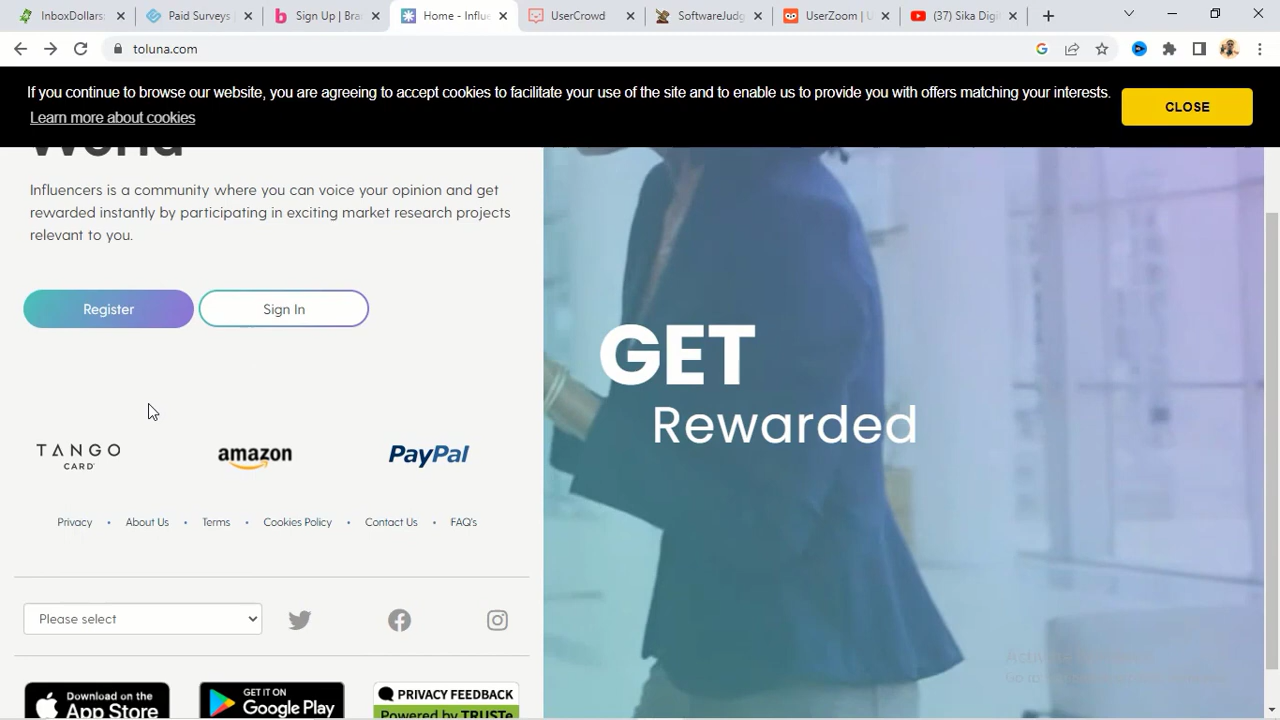 InboxDollars:
Paid Surveys |
Sign Up | Bra
Home - Influe
UserCrowd
SoftwareJudg
UserZoom | U
(37) Sika Digi
toluna.com
If you continue to browse our website, you are agreeing to accept cookies to facilitate your use of the site and to enable us to provide you with offers matching your interests.
Learn more about cookies
CLOSE
World
Influencers is a community where you can voice your opinion and get
rewarded instantly by participating in exciting market research projects
relevant to you.
Register
Sign In
GET
Rewarded
TANGO
CARD
amazon
PayPal
Privacy • About Us • Terms • Cookies Policy • Contact Us • FAQ's
Please select
Download on the
App Store
GET IT ON
Google Play
PRIVACY FEEDBACK
Powered by TRUSTe